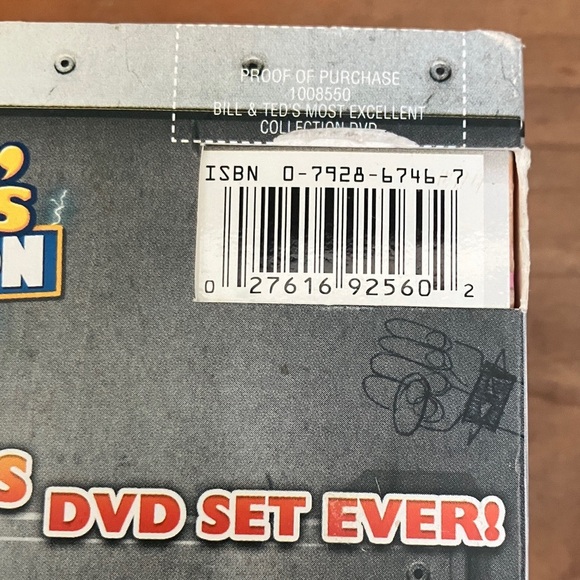 PROOF OF PURCHASE
1008550
BILL & TED'S MOST EXCELLENT
COLLECTION DVD
ISBN 0-7928-6746-7
0 27616 92560 2
'S
ON
S DVD SET EVER!